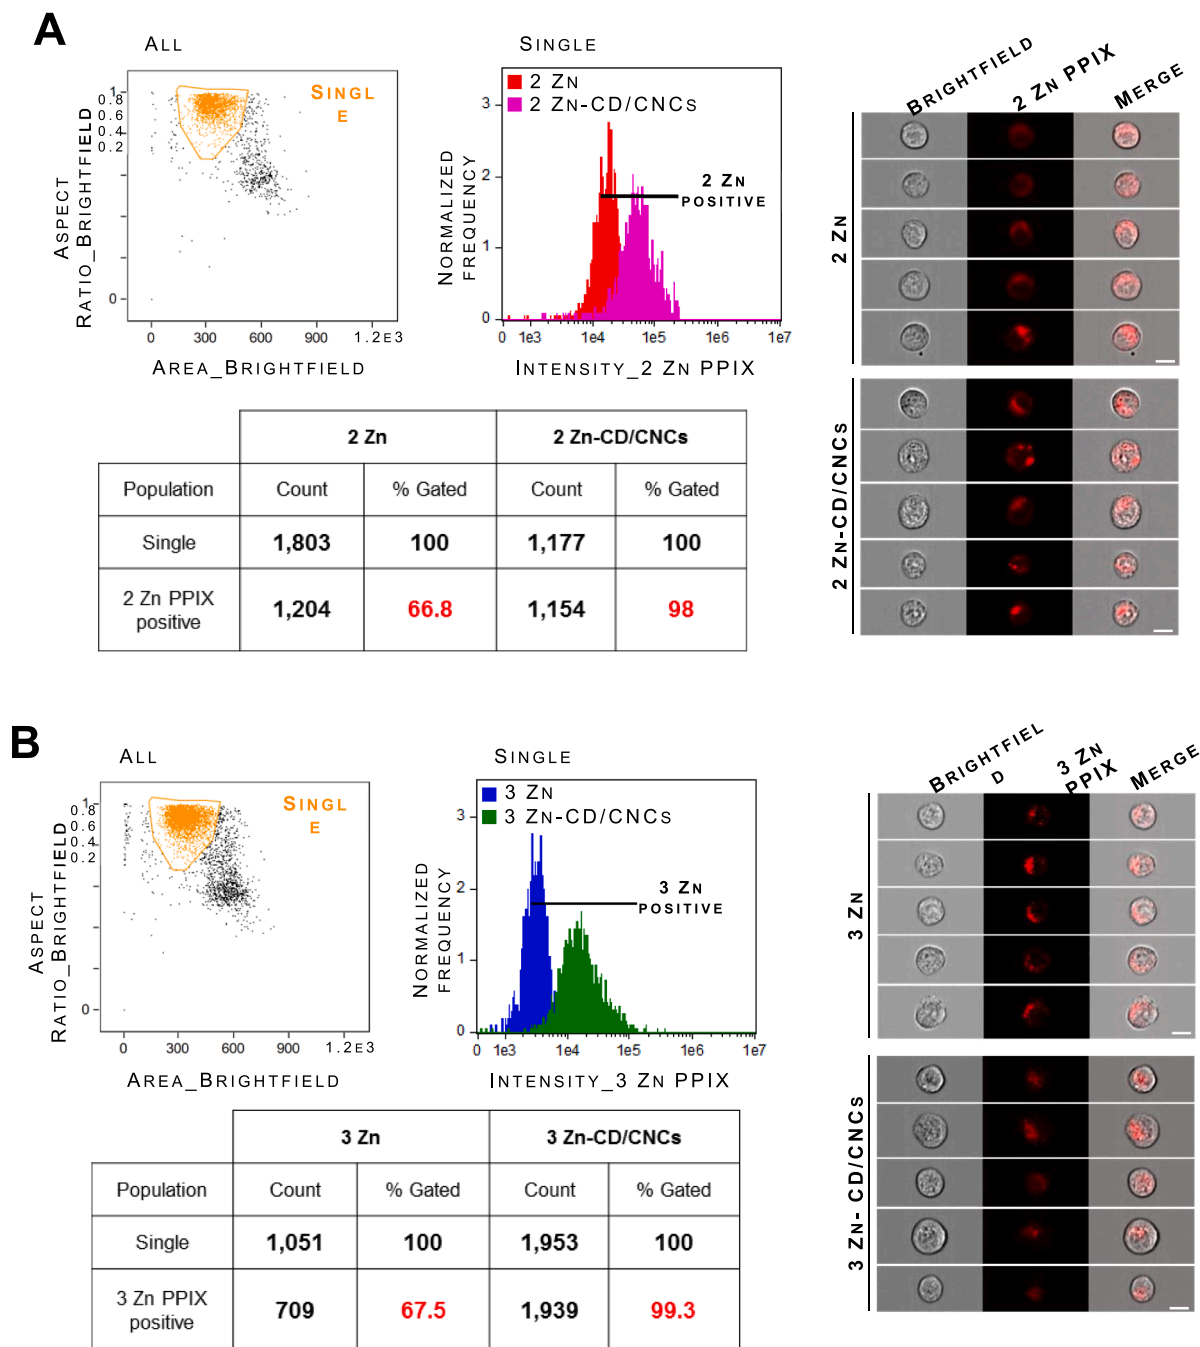 A
ALL
SINGL
E
ASPECT
RATIO_BRIGHTFIELD
1
0.8
0.6
0.4
0.2
0
0 300 600 900 1.2E3
AREA_BRIGHTFIELD
SINGLE
2 ZN
2 ZN-CD/CNCS
2 ZN
POSITIVE
NORMALIZED
FREQUENCY
3
2
1
0
0 1e3 1e4 1e5 1e6 1e7
INTENSITY_2 ZN PPIX
BRIGHTFIELD 2 ZN PPIX MERGE
2 ZN
2 ZN-CD/CNCS
2 Zn 2 Zn-CD/CNCs
Population Count % Gated Count % Gated
Single 1,803 100 1,177 100
2 Zn PPIX
positive 1,204 66.8 1,154 98
B
ALL
SINGL
E
ASPECT
RATIO_BRIGHTFIELD
1
0.8
0.6
0.4
0.2
0
0 300 600 900 1.2E3
AREA_BRIGHTFIELD
SINGLE
3 ZN
3 ZN-CD/CNCS
3 ZN
POSITIVE
NORMALIZED
FREQUENCY
3
2
1
0
0 1e3 1e4 1e5 1e6 1e7
INTENSITY_3 ZN PPIX
BRIGHTFIEL
D
3 ZN
PPIX
MERGE
3 ZN
3 ZN- CD/CNCS
3 Zn 3 Zn-CD/CNCs
Population Count % Gated Count % Gated
Single 1,051 100 1,953 100
3 Zn PPIX
positive 709 67.5 1,939 99.3